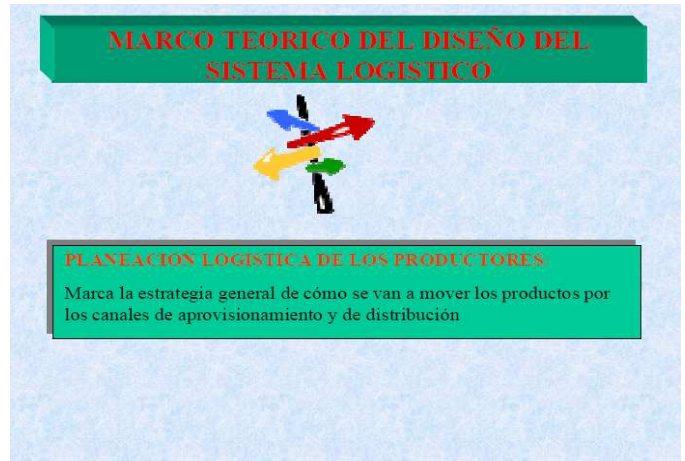 MARCO TEORICO DEL DISEÑO DEL
SISTEMA LOGISTICO
PLANEACION LOGISTICA DE LOS PRODUCTORES:
Marca la estrategia general de cómo se van a mover los productos por
los canales de aprovisionamiento y de distribución